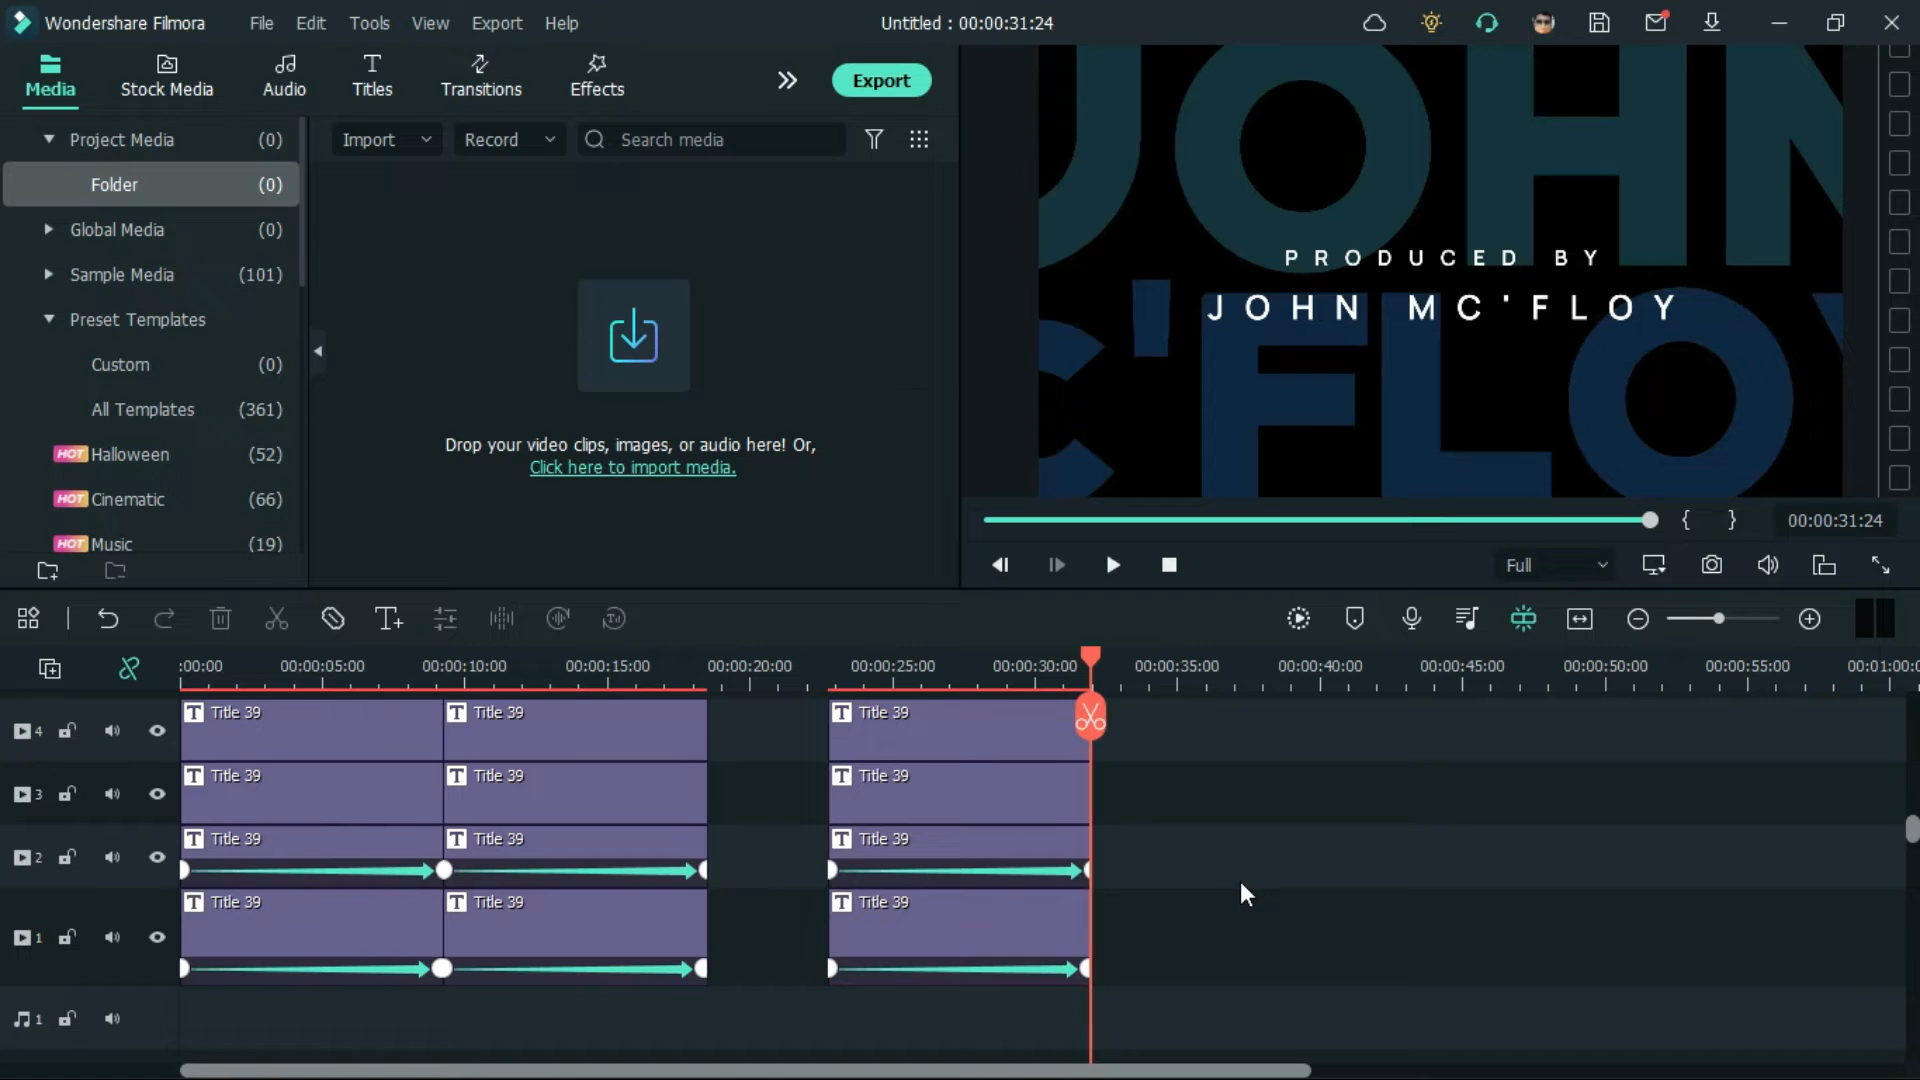 Wondershare Filmora File Edit Tools View Export Help Untitled : 00:00:31:24
Media Stock Media Audio Titles Transitions Effects Export
Project Media (0)
Folder (0)
Global Media (0)
Sample Media (101)
Preset Templates
Custom (0)
All Templates (361)
HOT Halloween (52)
HOT Cinematic (66)
HOT Music (19)
Import Record Search media
Drop your video clips, images, or audio here! Or,
Click here to import media.
JOHN
PRODUCED BY
JOHN MC'FLOY
C'FLOY
00:00:31:24
Full
:00:00 00:00:05:00 00:00:10:00 00:00:15:00 00:00:20:00 00:00:25:00 00:00:30:00 00:00:35:00 00:00:40:00 00:00:45:00 00:00:50:00 00:00:55:00 00:01:00:0
4 T Title 39 T Title 39 T Title 39
3 T Title 39 T Title 39 T Title 39
2 T Title 39 T Title 39 T Title 39
1 T Title 39 T Title 39 T Title 39
1